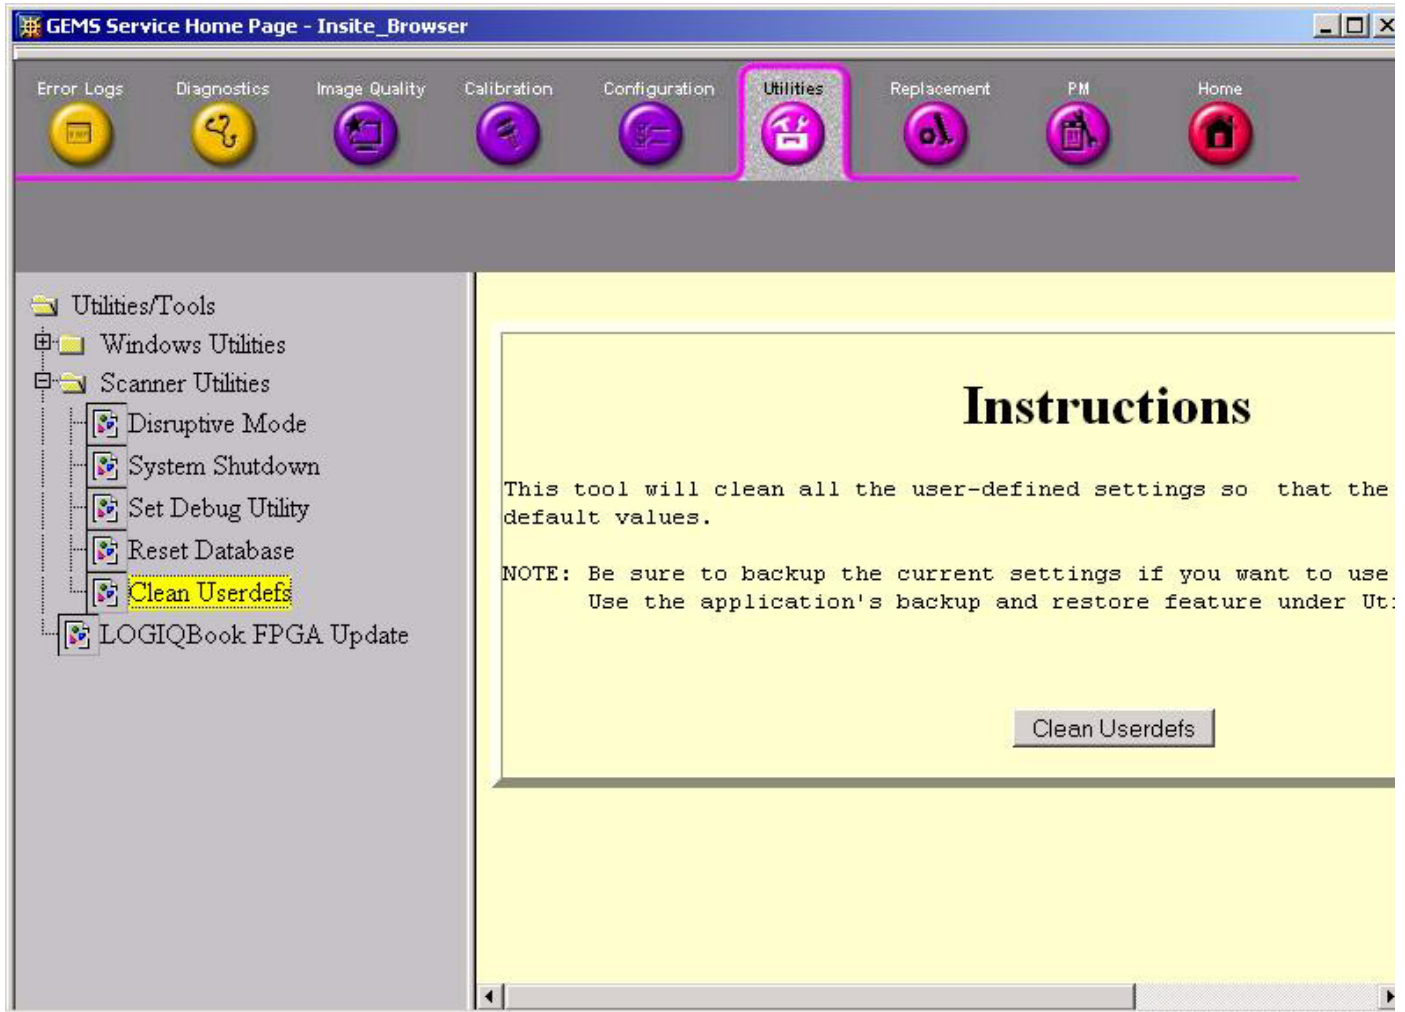 GEMS Service Home Page - Insite_Browser
Error Logs
Diagnostics
Image Quality
Calibration
Configuration
Utilities
Replacement
PM
Home
Utilities/Tools
Windows Utilities
Scanner Utilities
Disruptive Mode
System Shutdown
Set Debug Utility
Reset Database
Clean Userdefs
LOGIQBook FPGA Update
Instructions
This tool will clean all the user-defined settings so  that the
default values.
NOTE: Be sure to backup the current settings if you want to use
Use the application's backup and restore feature under
Clean Userdefs